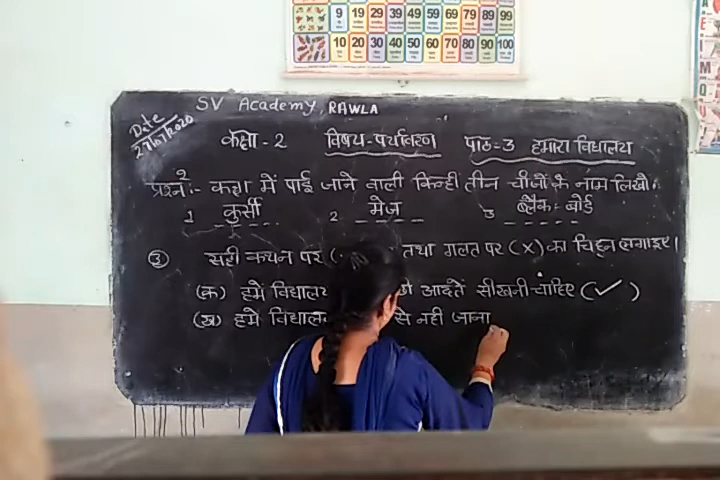 9 19 29 39 49 59 69 79 89 99
10 20 30 40 50 60 70 80 90 100
SV Academy, RAWLA
Date
कक्षा - 2 विषय - पर्यावरण पाठ - 3 हमारा विद्यालय
प्रश्न 2:- कक्षा में पाई जाने वाली किन्हीं तीन चीजों के नाम लिखो।
1 कुर्सी 2 मेज 3 ब्लैक-बोर्ड
③ सही कथन पर ( तथा गलत पर (X) का चिह्न लगाइए।
(क) हमें विद्यालय आदतें सीखनी चाहिए (✓)
(ख) हमे विद्यालय से नही जाना